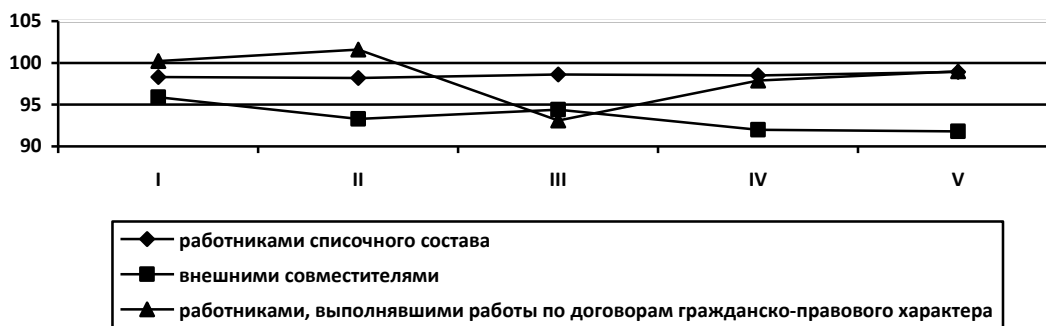 105
100
95
90
I II III IV V
работниками списочного состава
внешними совместителями
работниками, выполнявшими работы по договорам гражданско-правового характера